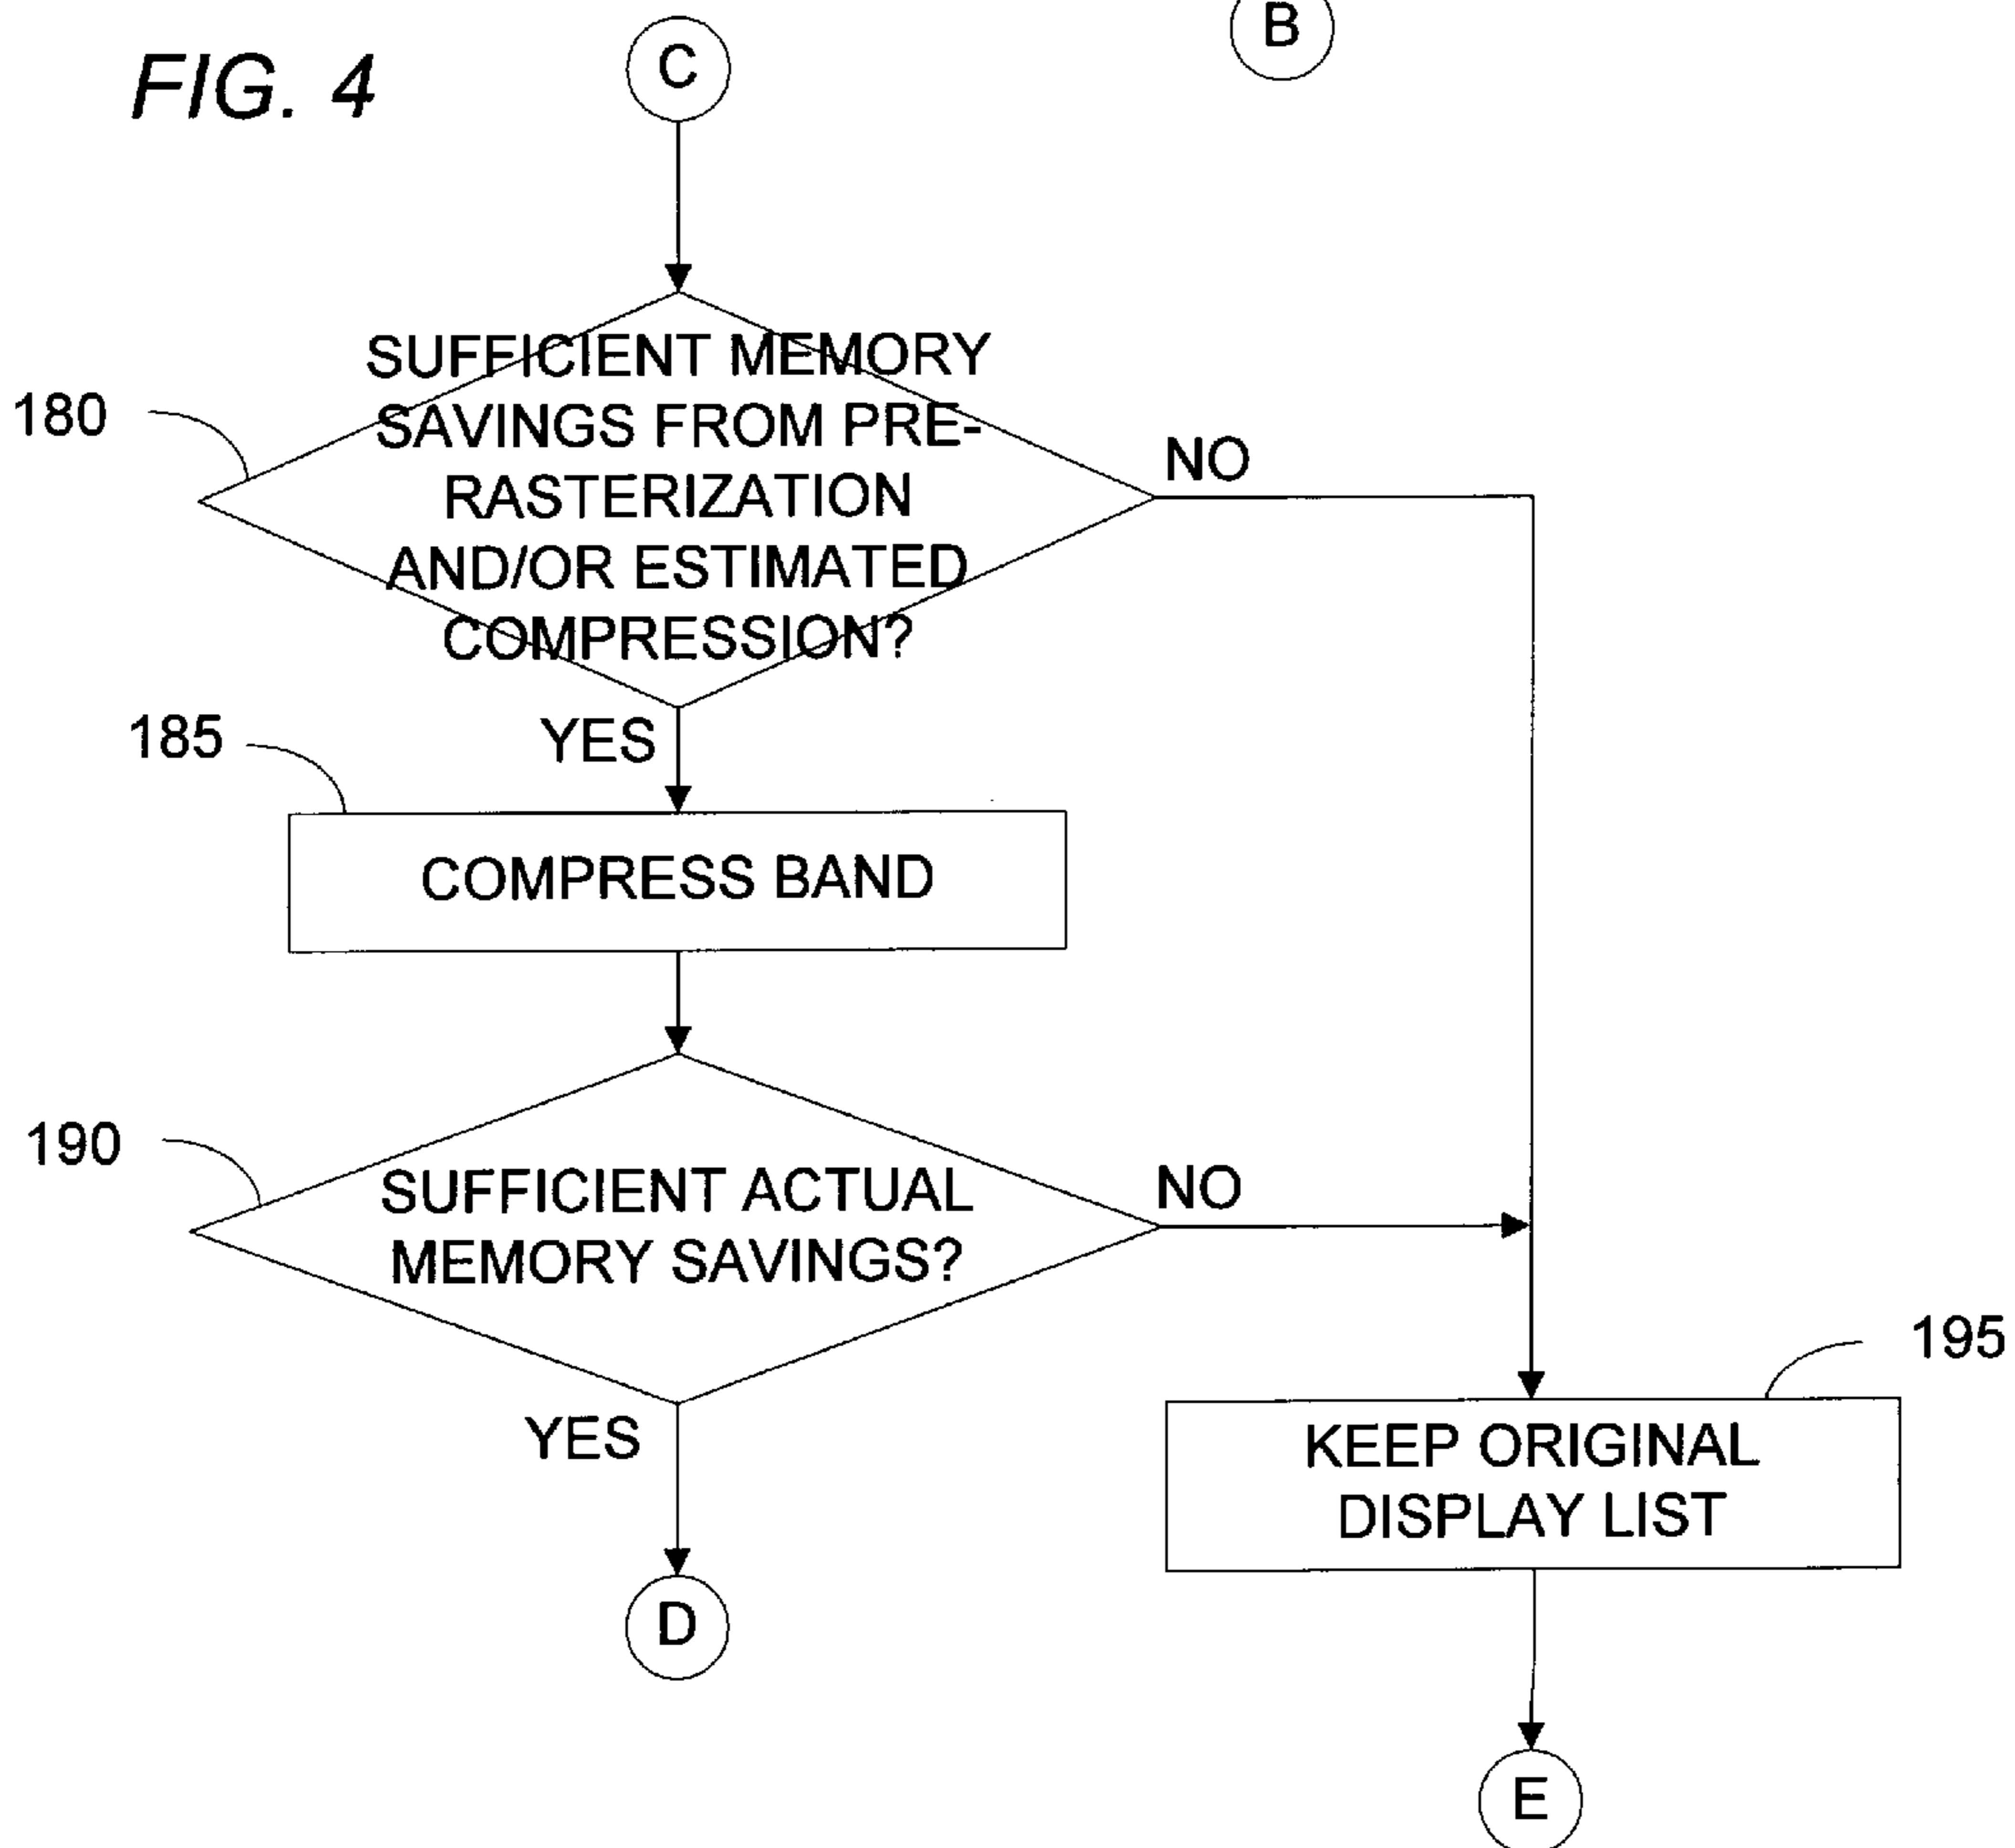 B
FIG. 4
C
SUFFICIENT MEMORY
SAVINGS FROM PRE-
RASTERIZATION
AND/OR ESTIMATED
COMPRESSION?
180
NO
YES
185
COMPRESS BAND
190
SUFFICIENT ACTUAL
MEMORY SAVINGS?
NO
YES
195
KEEP ORIGINAL
DISPLAY LIST
D
E